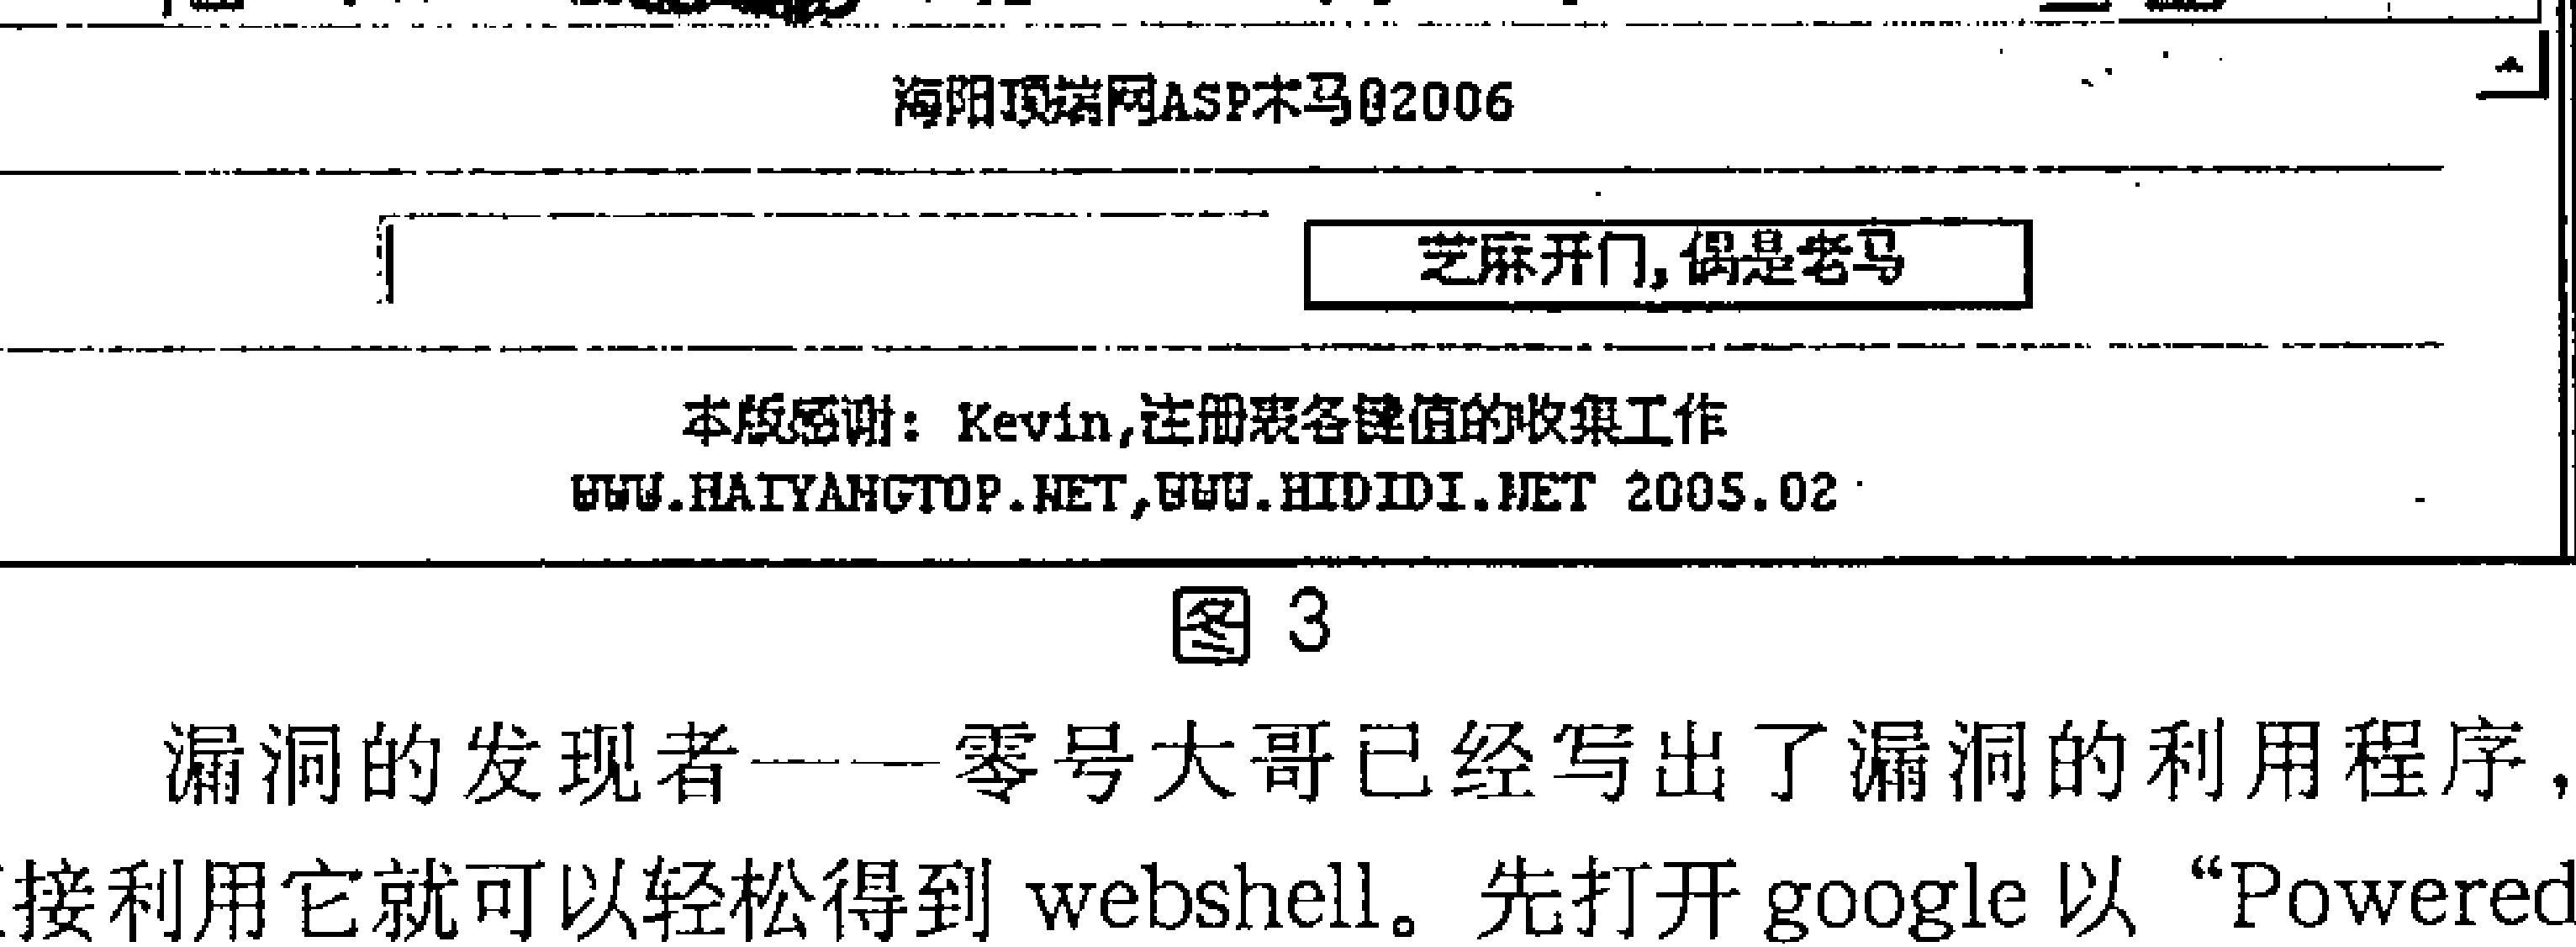 海阳顶端网ASP木马@2006
芝麻开门,偶是老马
本版感谢: Kevin,注册表各键值的收集工作
WWW.HAIYANGTOP.NET,WWW.HIDIDI.NET 2005.02
图 3
漏洞的发现者——零号大哥已经写出了漏洞的利用程序，
接利用它就可以轻松得到 webshell。先打开 google 以 “Powered